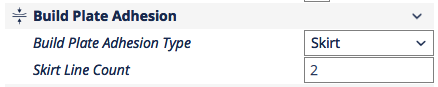 Build Plate Adhesion
Build Plate Adhesion Type Skirt
Skirt Line Count 2